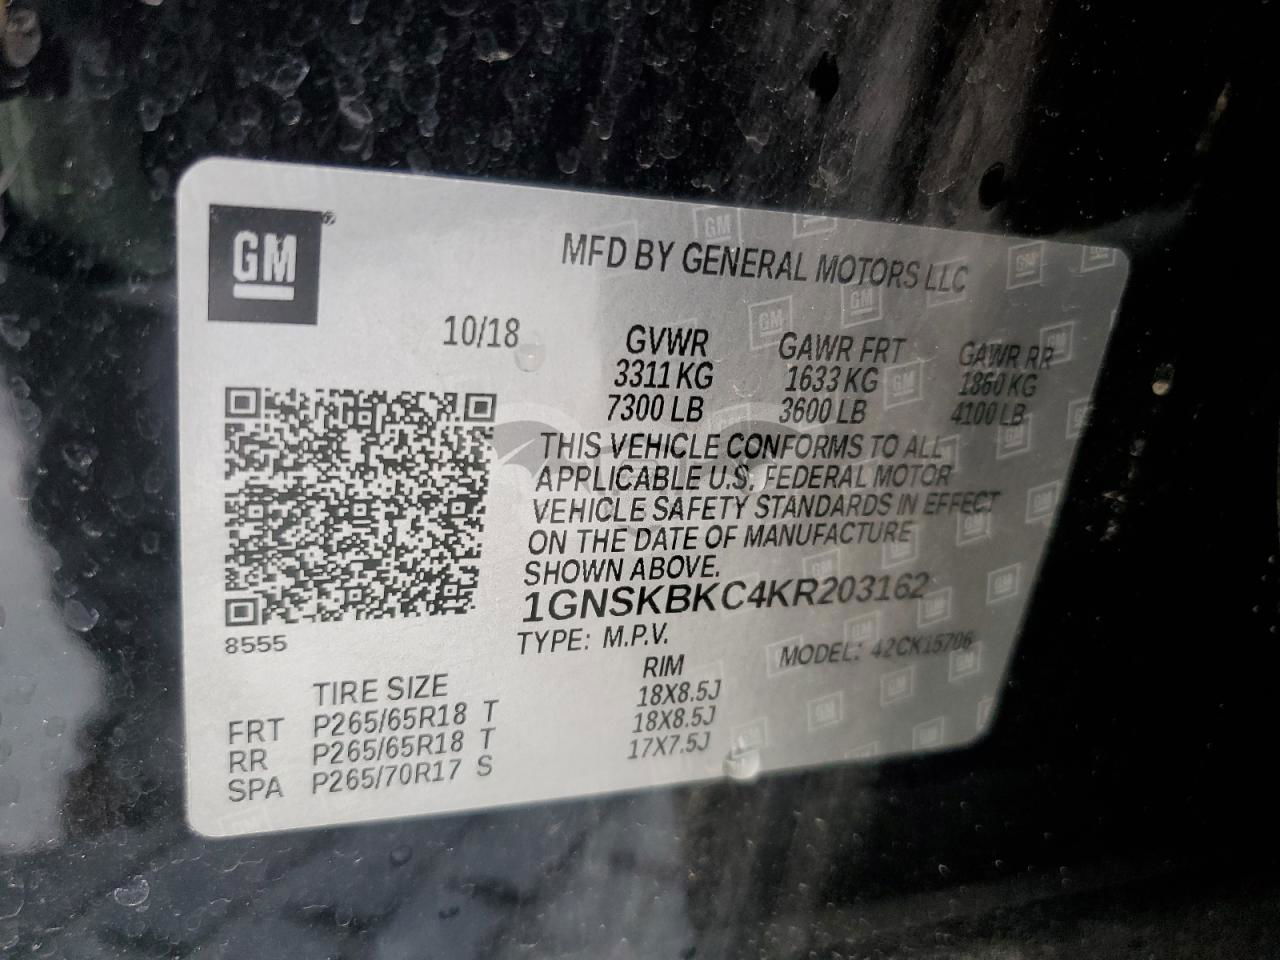 GM
MFD BY GENERAL MOTORS LLC
10/18
GVWR GAWR FRT GAWR RR
3311 KG 1633 KG 1860 KG
7300 LB 3600 LB 4100 LB
THIS VEHICLE CONFORMS TO ALL
APPLICABLE U.S. FEDERAL MOTOR
VEHICLE SAFETY STANDARDS IN EFFECT
ON THE DATE OF MANUFACTURE
SHOWN ABOVE.
1GNSKBKC4KR203162
8555
TYPE: M.P.V. MODEL: 42CK15706
TIRE SIZE RIM
FRT P265/65R18 T 18X8.5J
RR P265/65R18 T 18X8.5J
SPA P265/70R17 S 17X7.5J